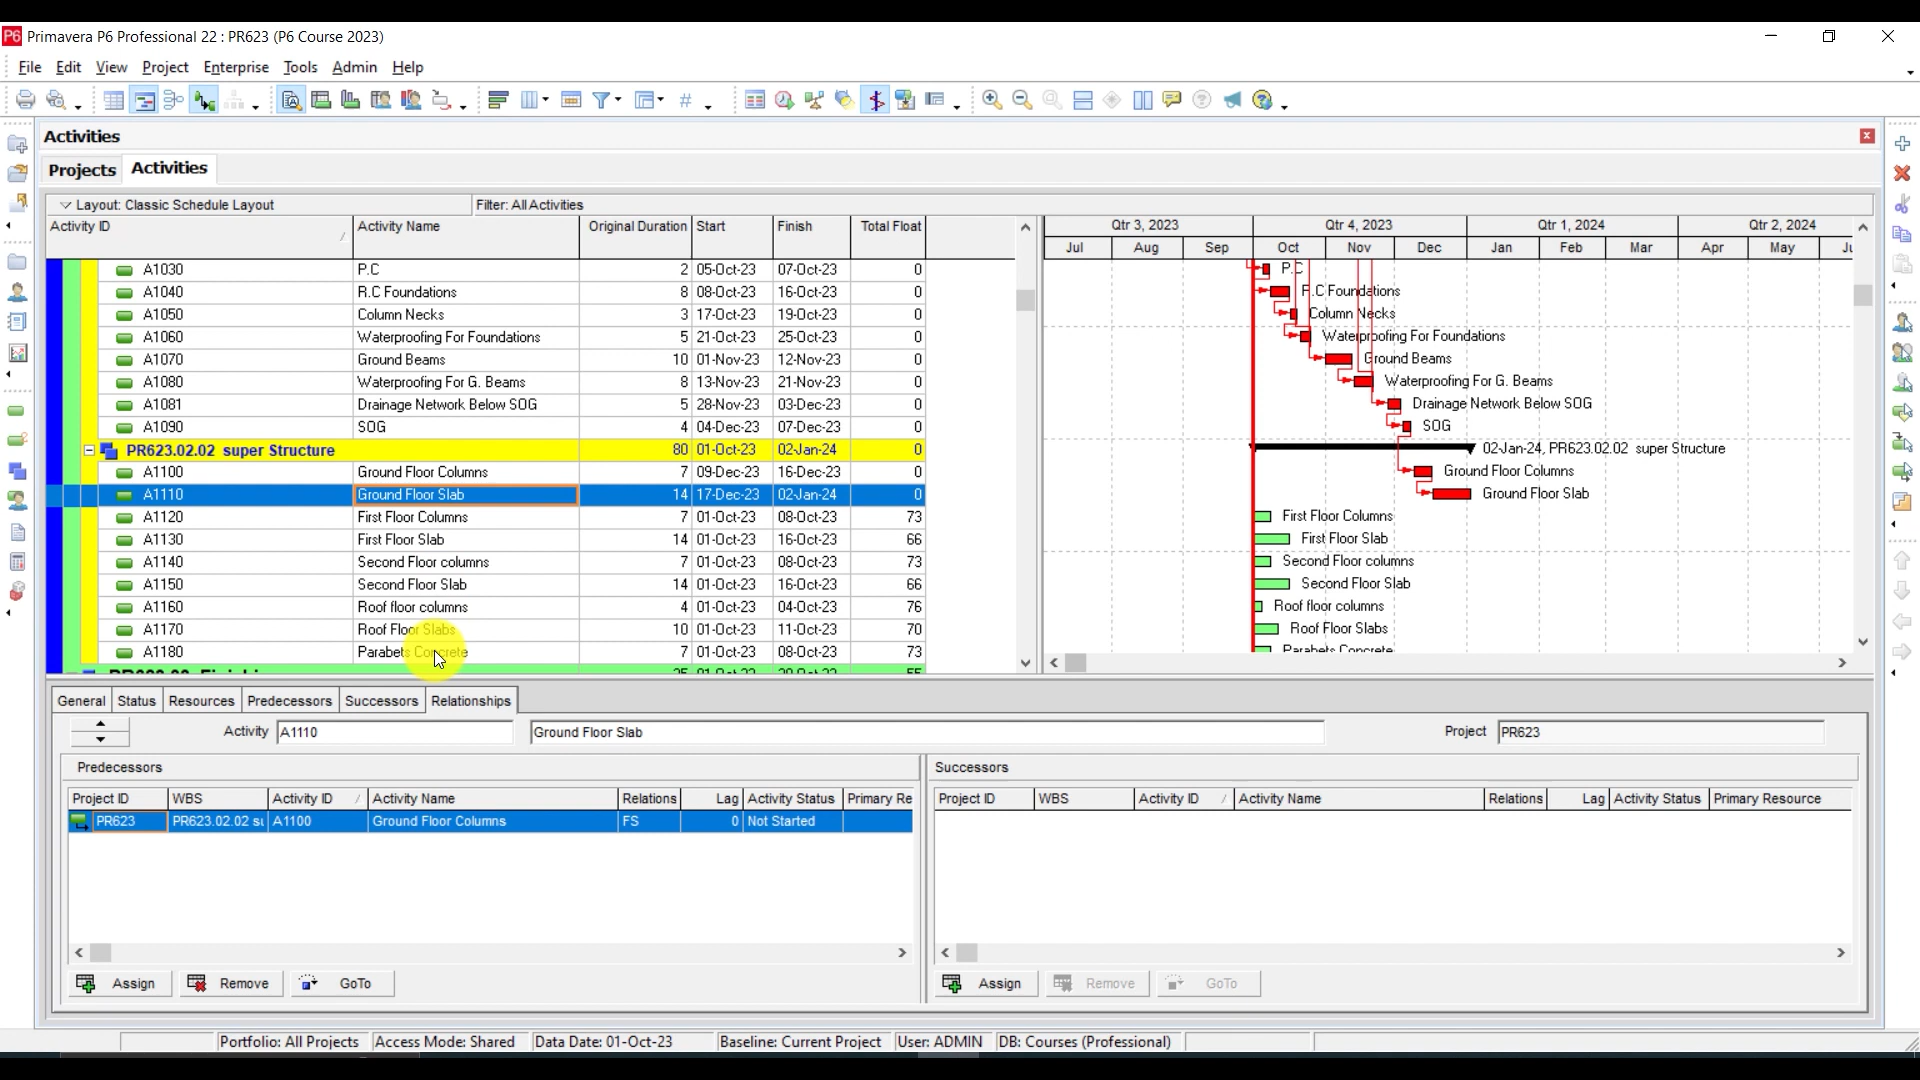 P6 Primavera P6 Professional 22 : PR623 (P6 Course 2023)
File Edit View Project Enterprise Tools Admin Help
Activities
Projects Activities
Layout: Classic Schedule Layout Filter: All Activities
Activity ID Activity Name Original Duration Start Finish Total Float
Qtr 3, 2023 Qtr 4, 2023 Qtr 1, 2024 Qtr 2, 2024
Jul Aug Sep Oct Nov Dec Jan Feb Mar Apr May
A1030 P.C 2 05-Oct-23 07-Oct-23 0 P.C
A1040 R.C Foundations 8 08-Oct-23 16-Oct-23 0 R.C Foundations
A1050 Column Necks 3 17-Oct-23 19-Oct-23 0 Column Necks
A1060 Waterproofing For Foundations 5 21-Oct-23 25-Oct-23 0 Waterproofing For Foundations
A1070 Ground Beams 10 01-Nov-23 12-Nov-23 0 Ground Beams
A1080 Waterproofing For G. Beams 8 13-Nov-23 21-Nov-23 0 Waterproofing For G. Beams
A1081 Drainage Network Below SOG 5 28-Nov-23 03-Dec-23 0 Drainage Network Below SOG
A1090 SOG 4 04-Dec-23 07-Dec-23 0 SOG
PR623.02.02 super Structure 80 01-Oct-23 02-Jan-24 0 02-Jan-24, PR623.02.02 super Structure
A1100 Ground Floor Columns 7 09-Dec-23 16-Dec-23 0 Ground Floor Columns
A1110 Ground Floor Slab 14 17-Dec-23 02-Jan-24 0 Ground Floor Slab
A1120 First Floor Columns 7 01-Oct-23 08-Oct-23 73 First Floor Columns
A1130 First Floor Slab 14 01-Oct-23 16-Oct-23 66 First Floor Slab
A1140 Second Floor columns 7 01-Oct-23 08-Oct-23 73 Second Floor columns
A1150 Second Floor Slab 14 01-Oct-23 16-Oct-23 66 Second Floor Slab
A1160 Roof floor columns 4 01-Oct-23 04-Oct-23 76 Roof floor columns
A1170 Roof Floor Slabs 10 01-Oct-23 11-Oct-23 70 Roof Floor Slabs
A1180 Parabets Concrete 7 01-Oct-23 08-Oct-23 73 Parabets Concrete
General Status Resources Predecessors Successors Relationships
Activity A1110 Ground Floor Slab Project PR623
Predecessors Successors
Project ID WBS Activity ID Activity Name Relations Lag Activity Status Primary Re Project ID WBS Activity ID Activity Name Relations Lag Activity Status Primary Resource
PR623 PR623.02.02 A1100 Ground Floor Columns FS 0 Not Started
Assign Remove GoTo Assign Remove GoTo
Portfolio: All Projects Access Mode: Shared Data Date: 01-Oct-23 Baseline: Current Project User: ADMIN DB: Courses (Professional)